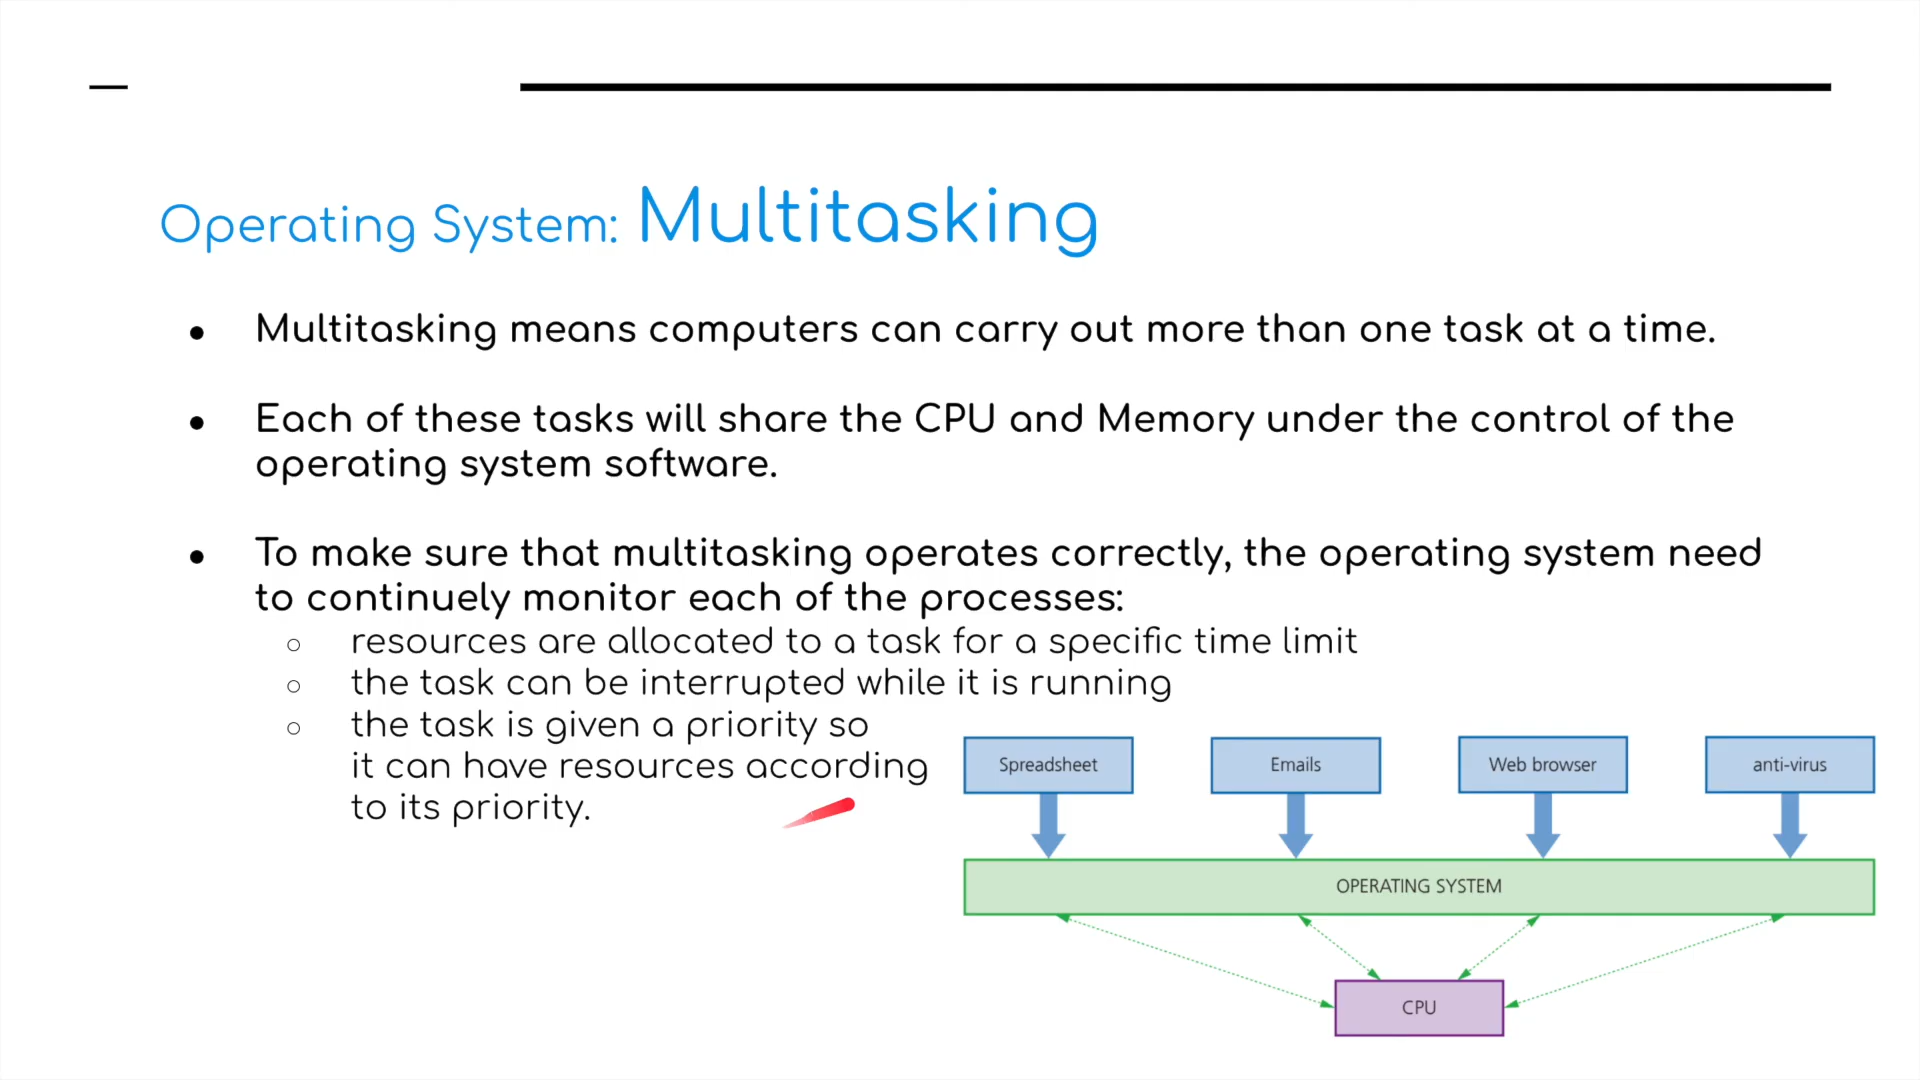 Operating System: Multitasking
● Multitasking means computers can carry out more than one task at a time.
● Each of these tasks will share the CPU and Memory under the control of the
operating system software.
● To make sure that multitasking operates correctly, the operating system need
to continuely monitor each of the processes:
○ resources are allocated to a task for a specific time limit
○ the task can be interrupted while it is running
○ the task is given a priority so
it can have resources according
to its priority.
Spreadsheet
Emails
Web browser
anti-virus
OPERATING SYSTEM
CPU